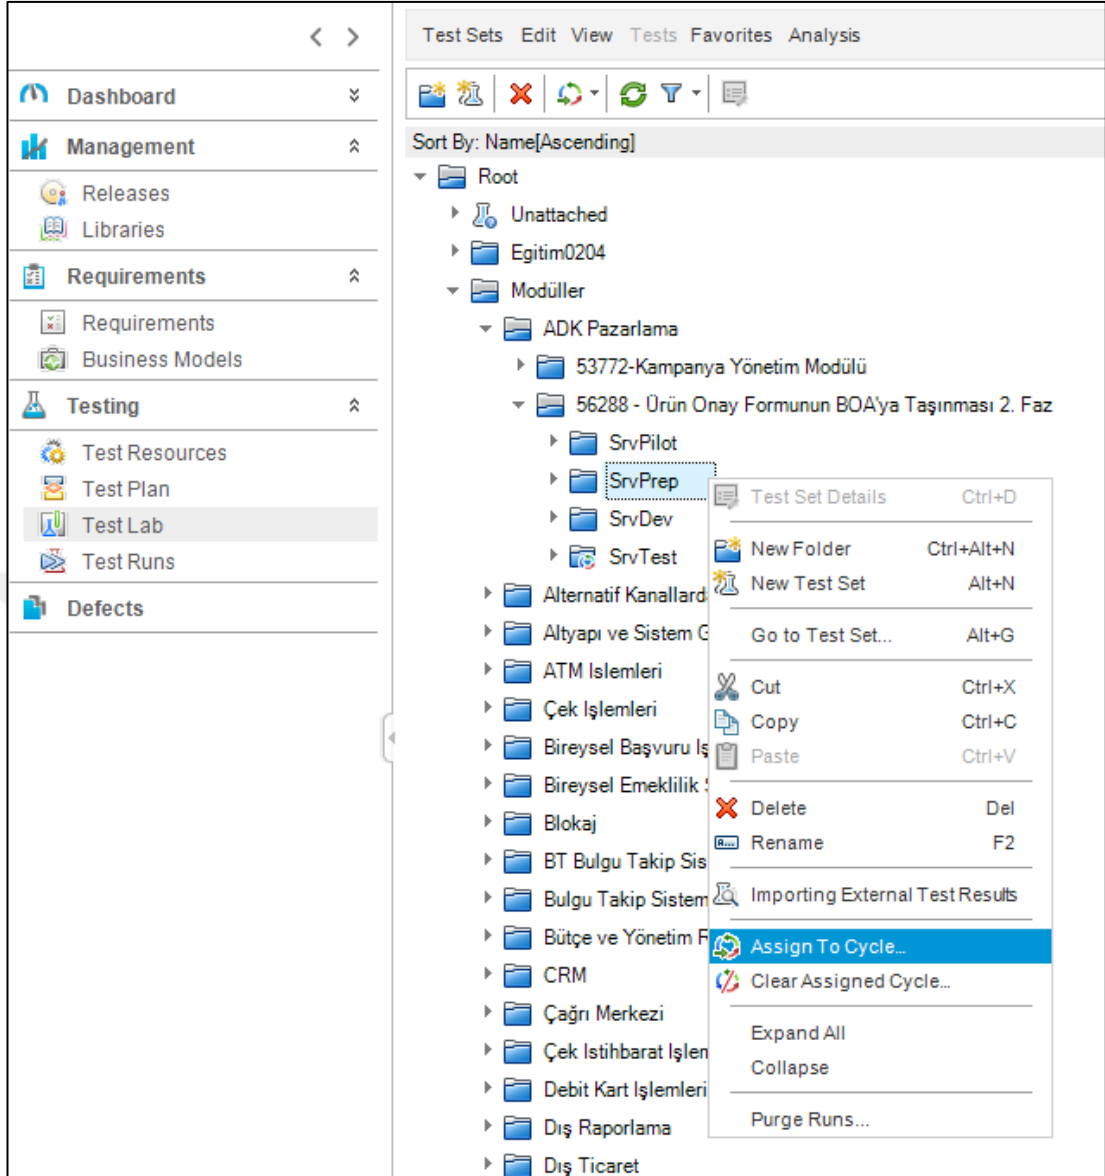 Test Sets Edit View Tests Favorites Analysis
Dashboard
Management
Releases
Libraries
Requirements
Requirements
Business Models
Testing
Test Resources
Test Plan
Test Lab
Test Runs
Defects
Sort By: Name[Ascending]
Root
Unattached
Egitim0204
Modüller
ADK Pazarlama
53772-Kampanya Yönetim Modülü
56288 - Ürün Onay Formunun BOA'ya Taşınması 2. Faz
SrvPilot
SrvPrep
SrvDev
SrvTest
Alternatif Kanallard
Altyapı ve Sistem G
ATM Islemleri
Çek Işlemleri
Bireysel Başvuru Iş
Bireysel Emeklilik
Blokaj
BT Bulgu Takip Sis
Bulgu Takip Sistem
Bütçe ve Yönetim R
CRM
Çağrı Merkezi
Çek Istihbarat Işlem
Debit Kart Işlemleri
Dış Raporlama
Dış Ticaret
Test Set Details Ctrl+D
New Folder Ctrl+Alt+N
New Test Set Alt+N
Go to Test Set... Alt+G
Cut Ctrl+X
Copy Ctrl+C
Paste Ctrl+V
Delete Del
Rename F2
Importing External Test Results
Assign To Cycle...
Clear Assigned Cycle...
Expand All
Collapse
Purge Runs...